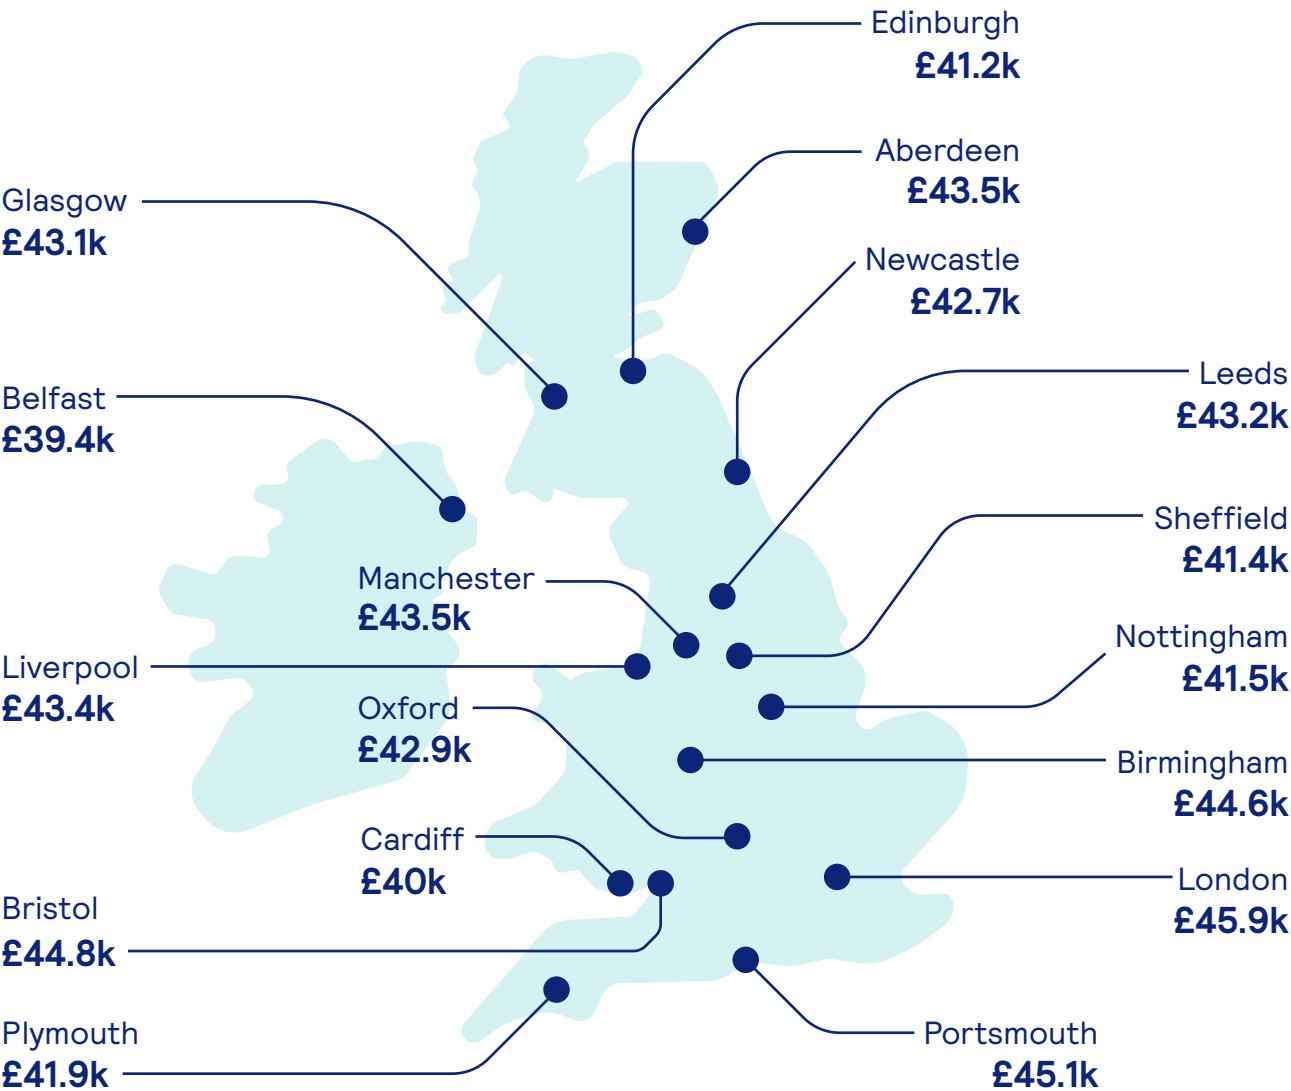 Edinburgh
£41.2k
Aberdeen
£43.5k
Glasgow
£43.1k
Newcastle
£42.7k
Leeds
£43.2k
Belfast
£39.4k
Sheffield
£41.4k
Manchester
£43.5k
Nottingham
£41.5k
Liverpool
£43.4k
Oxford
£42.9k
Birmingham
£44.6k
Cardiff
£40k
London
£45.9k
Bristol
£44.8k
Plymouth
£41.9k
Portsmouth
£45.1k